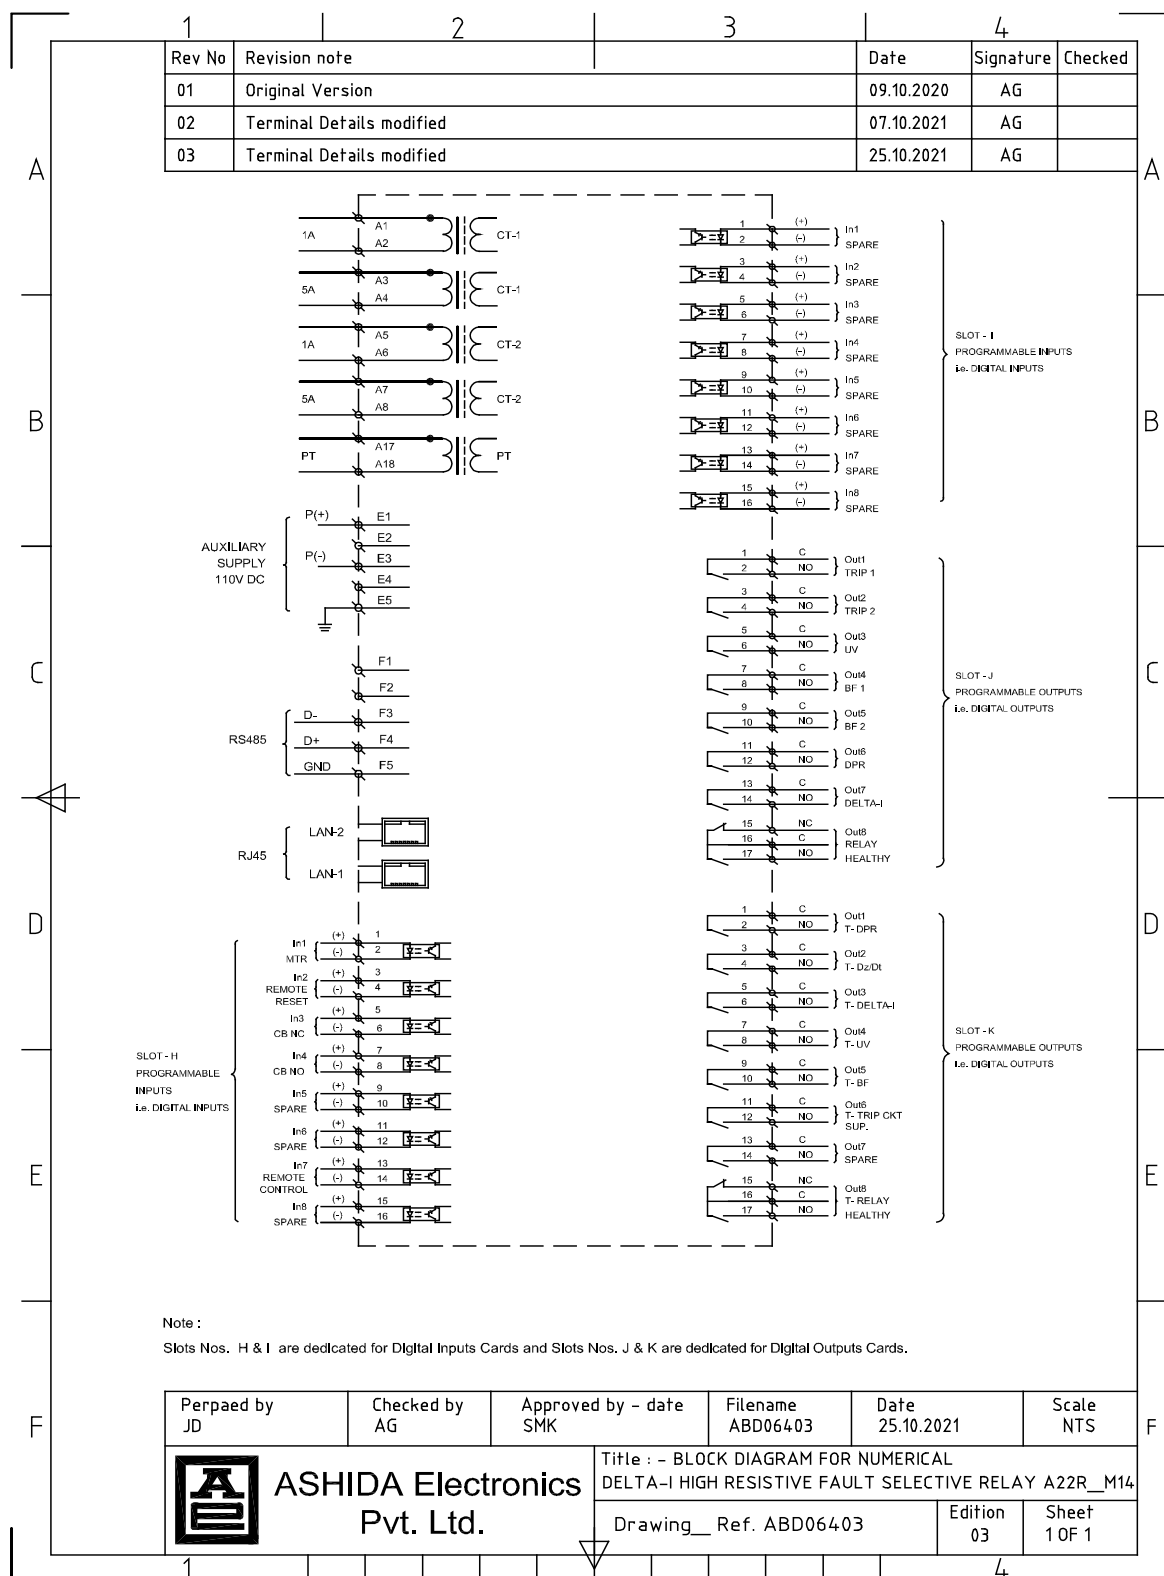 1 2 3 4
Rev No Revision note Date Signature Checked
01 Original Version 09.10.2020 AG
02 Terminal Details modified 07.10.2021 AG
03 Terminal Details modified 25.10.2021 AG
A A
B B
C C
D D
E E
F F
1A A1 A2 CT-1
5A A3 A4 CT-1
1A A5 A6 CT-2
5A A7 A8 CT-2
PT A17 A18 PT
AUXILIARY
SUPPLY
110V DC
P(+) E1
E2
P(-) E3
E4
E5
F1
F2
RS485
D- F3
D+ F4
GND F5
RJ45
LAN-2
LAN-1
SLOT - H
PROGRAMMABLE
INPUTS
i.e. DIGITAL INPUTS
In1 (+) 1
MTR (-) 2
In2 (+) 3
REMOTE (-) 4
RESET
In3 (+) 5
CB NC (-) 6
In4 (+) 7
CB NO (-) 8
In5 (+) 9
SPARE (-) 10
In6 (+) 11
SPARE (-) 12
In7 (+) 13
REMOTE (-) 14
CONTROL
In8 (+) 15
SPARE (-) 16
1 (+) In1
2 (-) SPARE
3 (+) In2
4 (-) SPARE
5 (+) In3
6 (-) SPARE
7 (+) In4
8 (-) SPARE
9 (+) In5
10 (-) SPARE
11 (+) In6
12 (-) SPARE
13 (+) In7
14 (-) SPARE
15 (+) In8
16 (-) SPARE
SLOT - I
PROGRAMMABLE INPUTS
i.e. DIGITAL INPUTS
1 C Out1
2 NO TRIP 1
3 C Out2
4 NO TRIP 2
5 C Out3
6 NO UV
7 C Out4
8 NO BF 1
9 C Out5
10 NO BF 2
11 C Out6
12 NO DPR
13 C Out7
14 NO DELTA-I
15 NC Out8
16 C RELAY
17 NO HEALTHY
SLOT - J
PROGRAMMABLE OUTPUTS
i.e. DIGITAL OUTPUTS
1 C Out1
2 NO T- DPR
3 C Out2
4 NO T- Dz/Dt
5 C Out3
6 NO T- DELTA-I
7 C Out4
8 NO T- UV
9 C Out5
10 NO T- BF
11 C Out6
12 NO T- TRIP CKT
SUP.
13 C Out7
14 NO SPARE
15 NC Out8
16 C T- RELAY
17 NO HEALTHY
SLOT - K
PROGRAMMABLE OUTPUTS
i.e. DIGITAL OUTPUTS
Note :
Slots Nos. H & I are dedicated for Digital Inputs Cards and Slots Nos. J & K are dedicated for Digital Outputs Cards.
Perpaed by Checked by Approved by - date Filename Date Scale
JD AG SMK ABD06403 25.10.2021 NTS
ASHIDA Electronics
Pvt. Ltd.
Title : - BLOCK DIAGRAM FOR NUMERICAL
DELTA-I HIGH RESISTIVE FAULT SELECTIVE RELAY A22R__M14
Drawing__ Ref. ABD06403
Edition Sheet
03 1 OF 1
1 4